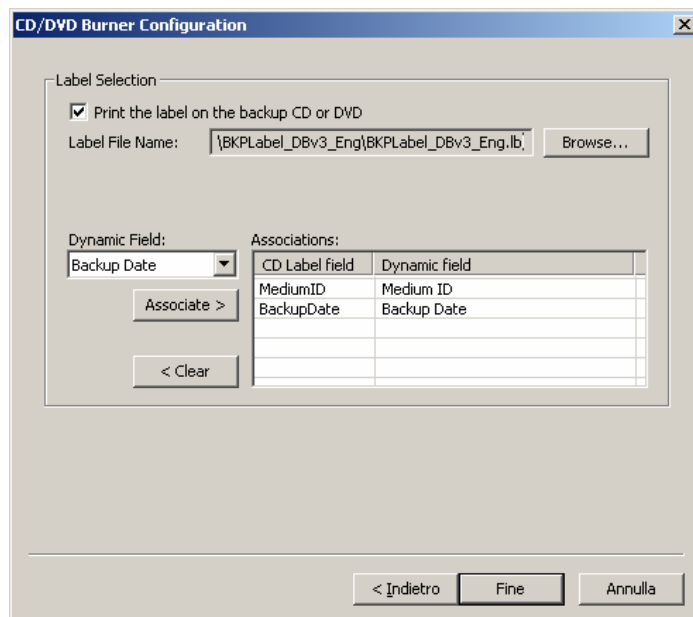 CD/DVD Burner Configuration
Label Selection
Print the label on the backup CD or DVD
Label File Name: \BKPLabel_DBv3_Eng\BKPLabel_DBv3_Eng.lb Browse...
Dynamic Field: Associations:
Backup Date CD Label field Dynamic field
MediumID Medium ID
Associate > BackupDate Backup Date
< Clear
< Indietro Fine Annulla